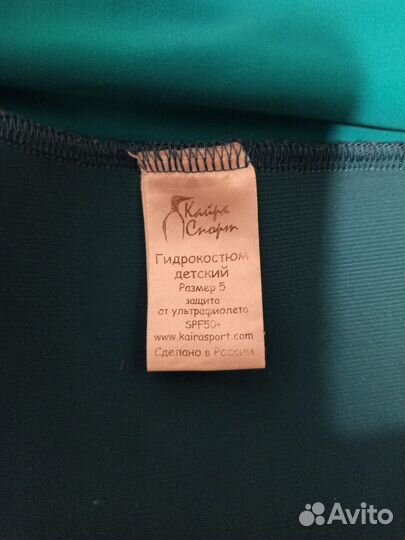 Кайра
Спорт
Гидрокостюм
детский
Размер 5
защита
от ультрафиолета
SPF50+
www.kairasport.com
Сделано в России
Avito